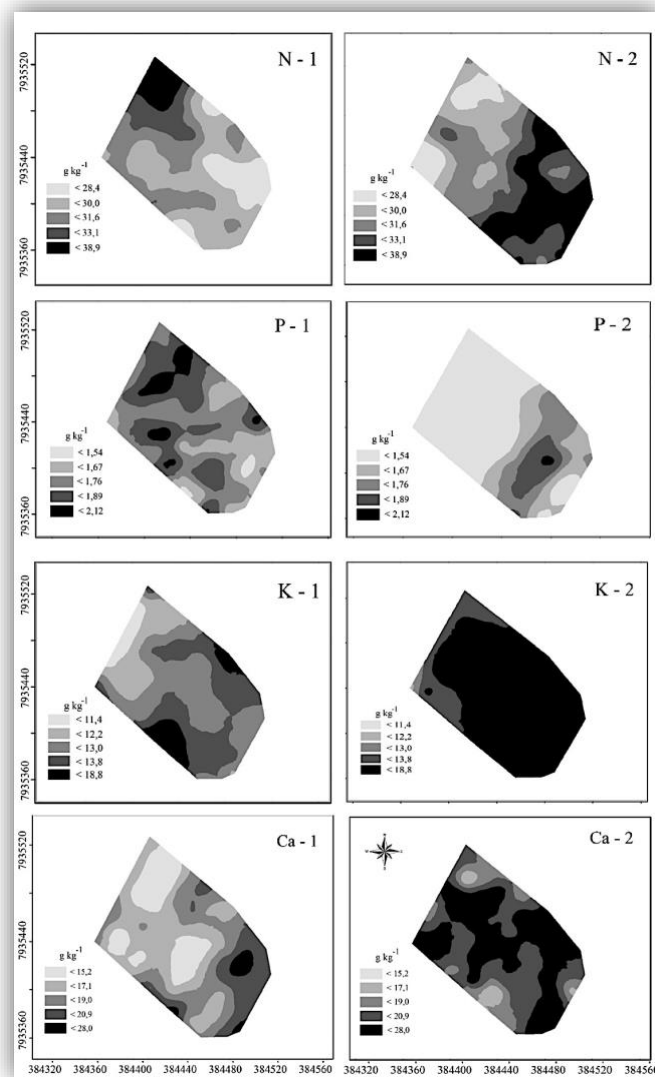 N - 1
7935520
7935440
7935360
g kg⁻¹
< 28,4
< 30,0
< 31,6
< 33,1
< 38,9
N - 2
g kg⁻¹
< 28,4
< 30,0
< 31,6
< 33,1
< 38,9
P - 1
7935520
7935440
7935360
g kg⁻¹
< 1,54
< 1,67
< 1,76
< 1,89
< 2,12
P - 2
g kg⁻¹
< 1,54
< 1,67
< 1,76
< 1,89
< 2,12
K - 1
7935520
7935440
7935360
g kg⁻¹
< 11,4
< 12,2
< 13,0
< 13,8
< 18,8
K - 2
g kg⁻¹
< 11,4
< 12,2
< 13,0
< 13,8
< 18,8
Ca - 1
7935520
7935440
7935360
g kg⁻¹
< 15,2
< 17,1
< 19,0
< 20,9
< 28,0
Ca - 2
g kg⁻¹
< 15,2
< 17,1
< 19,0
< 20,9
< 28,0
384320 384360 384400 384440 384480 384520 384560
384320 384360 384400 384440 384480 384520 384560